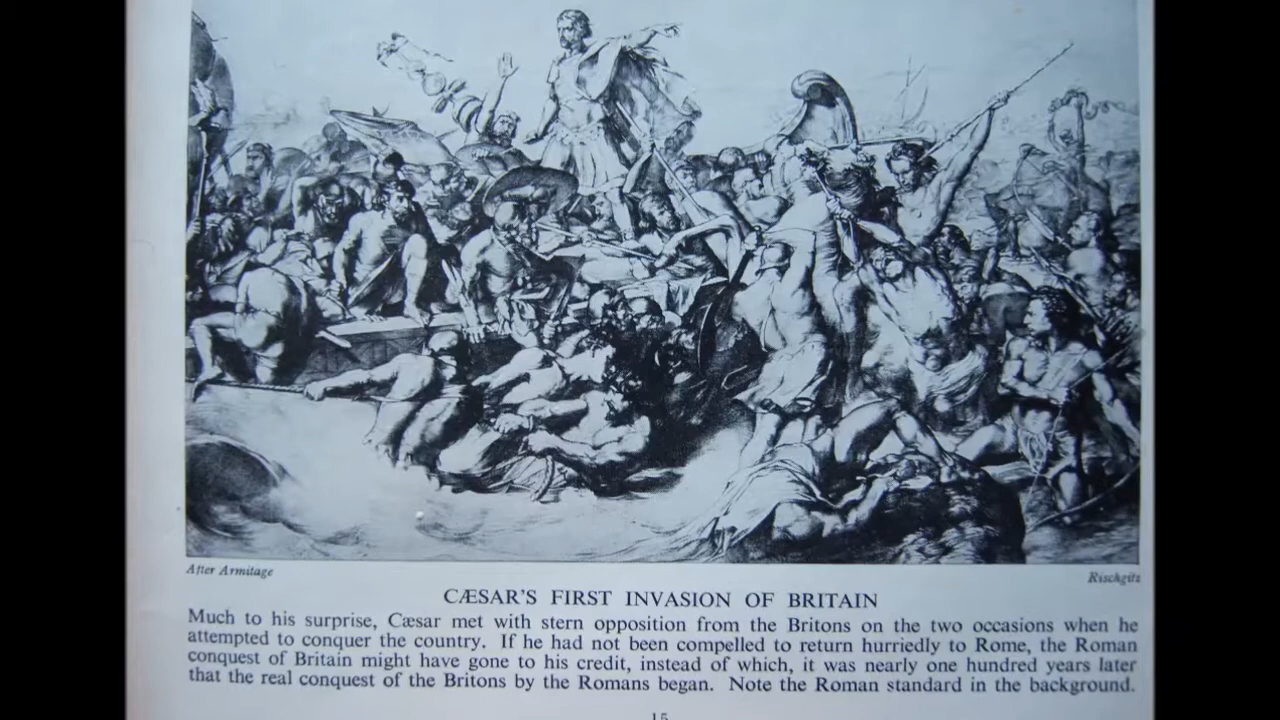 After Armitage
Rischgitz
CÆSAR'S FIRST INVASION OF BRITAIN
Much to his surprise, Cæsar met with stern opposition from the Britons on the two occasions when he
attempted to conquer the country. If he had not been compelled to return hurriedly to Rome, the Roman
conquest of Britain might have gone to his credit, instead of which, it was nearly one hundred years later
that the real conquest of the Britons by the Romans began. Note the Roman standard in the background.
15